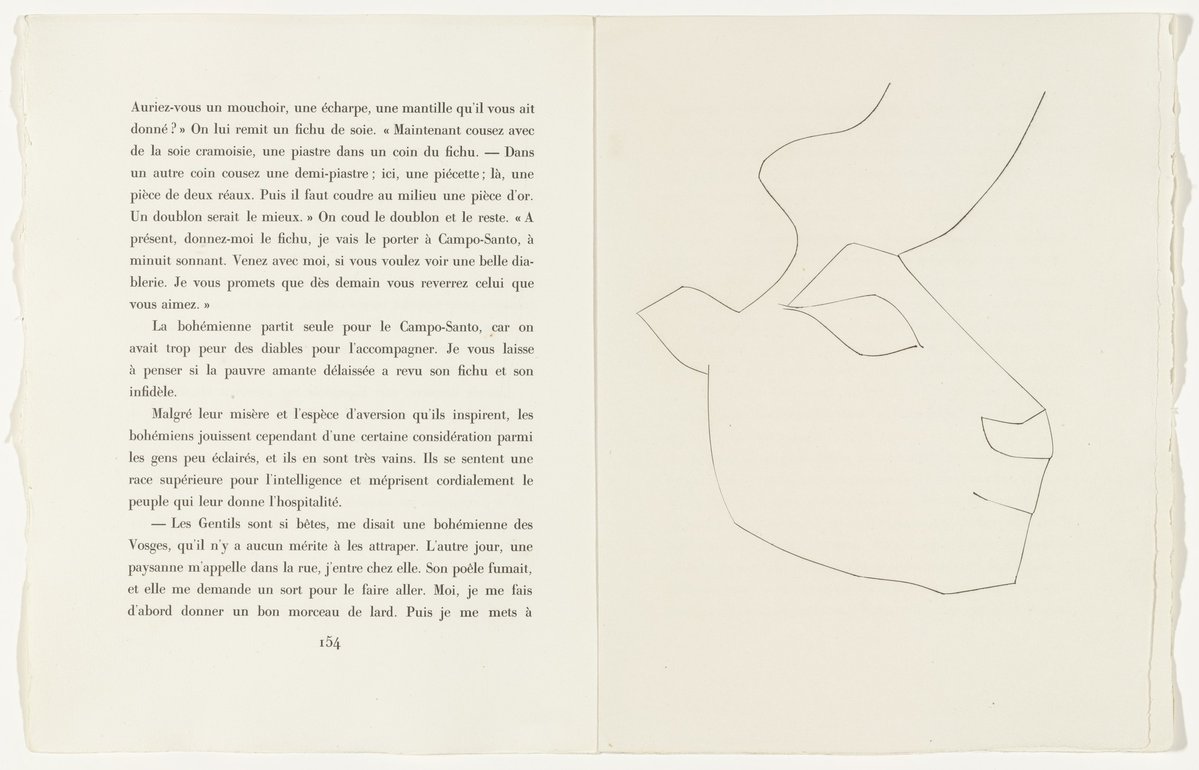 Auriez-vous un mouchoir, une écharpe, une mantille qu'il vous ait
donné ? » On lui remit un fichu de soie. « Maintenant cousez avec
de la soie cramoisie, une piastre dans un coin du fichu. — Dans
un autre coin cousez une demi-piastre ; ici, une piécette ; là, une
pièce de deux réaux. Puis il faut coudre au milieu une pièce d'or.
Un doublon serait le mieux. » On coud le doublon et le reste. « A
présent, donnez-moi le fichu, je vais le porter à Campo-Santo, à
minuit sonnant. Venez avec moi, si vous voulez voir une belle dia-
blerie. Je vous promets que dès demain vous reverrez celui que
vous aimez. »
La bohémienne partit seule pour le Campo-Santo, car on
avait trop peur des diables pour l'accompagner. Je vous laisse
à penser si la pauvre amante délaissée a revu son fichu et son
infidèle.
Malgré leur misère et l'espèce d'aversion qu'ils inspirent, les
bohémiens jouissent cependant d'une certaine considération parmi
les gens peu éclairés, et ils en sont très vains. Ils se sentent une
race supérieure pour l'intelligence et méprisent cordialement le
peuple qui leur donne l'hospitalité.
— Les Gentils sont si bêtes, me disait une bohémienne des
Vosges, qu'il n'y a aucun mérite à les attraper. L'autre jour, une
paysanne m'appelle dans la rue, j'entre chez elle. Son poêle fumait,
et elle me demande un sort pour le faire aller. Moi, je me fais
d'abord donner un bon morceau de lard. Puis je me mets à
154